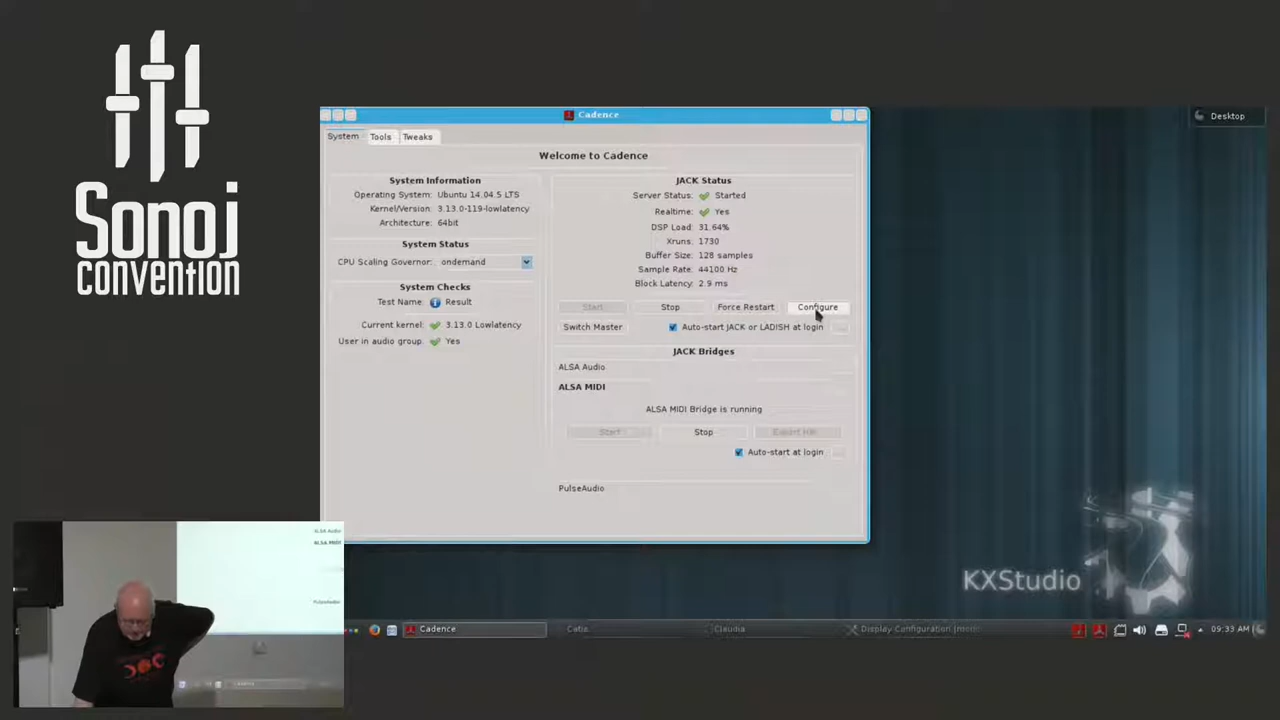 Sonoj
convention
Cadence
Desktop
System Tools Tweaks
Welcome to Cadence
System Information
Operating System: Ubuntu 14.04.5 LTS
Kernel/Version: 3.13.0-119-lowlatency
Architecture: 64bit
System Status
CPU Scaling Governor: ondemand
System Checks
Test Name: Result
Current kernel: 3.13.0 Lowlatency
User in audio group: Yes
JACK Status
Server Status: Started
Realtime: Yes
DSP Load: 31.64%
Xruns: 1730
Buffer Size: 128 samples
Sample Rate: 44100 Hz
Block Latency: 2.9 ms
Start Stop Force Restart Configure
Switch Master Auto-start JACK or LADISH at login
JACK Bridges
ALSA Audio
ALSA MIDI
ALSA MIDI Bridge is running
Start Stop
Auto-start at login
PulseAudio
KXStudio
Cadence Catia Claudia Display Configuration 09:33 AM
ALSA Audio
ALSA MIDI
PulseAudio